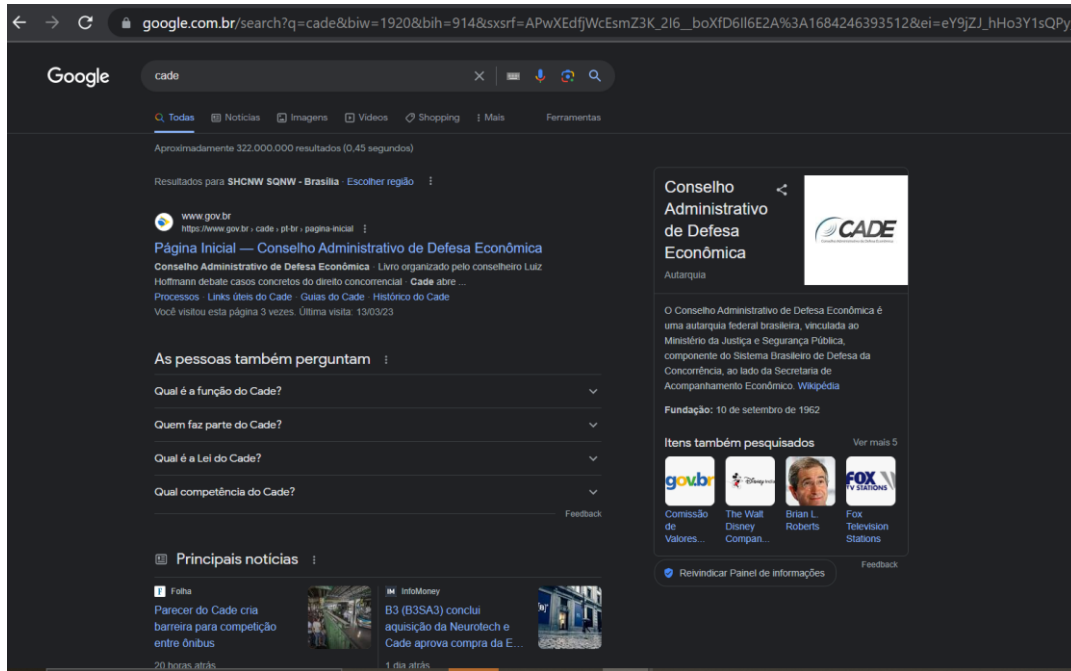 google.com.br/search?q=cade&biw=1920&bih=914&sxsrf=APwXEdfjWcEsmZ3K_2I6__boXfD6Il6E2A%3A1684246393512&ei=eY9jZJ_hHo3Y1sQPy
Google
cade
Todas
Notícias
Imagens
Vídeos
Shopping
Mais
Ferramentas
Aproximadamente 322.000.000 resultados (0,45 segundos)
Resultados para SHCNW SQNW - Brasília · Escolher região
www.gov.br
https://www.gov.br › cade › pt-br › pagina-inicial
Página Inicial — Conselho Administrativo de Defesa Econômica
Conselho Administrativo de Defesa Econômica · Livro organizado pelo conselheiro Luiz
Hoffmann debate casos concretos do direito concorrencial · Cade abre ...
Processos · Links úteis do Cade · Guias do Cade · Histórico do Cade
Você visitou esta página 3 vezes. Última visita: 13/03/23
As pessoas também perguntam
Qual é a função do Cade?
Quem faz parte do Cade?
Qual é a Lei do Cade?
Qual competência do Cade?
Feedback
Principais notícias
Folha
Parecer do Cade cria
barreira para competição
entre ônibus
20 horas atrás
InfoMoney
B3 (B3SA3) conclui
aquisição da Neurotech e
Cade aprova compra da E...
1 dia atrás
Conselho
Administrativo
de Defesa
Econômica
Autarquia
CADE
Conselho Administrativo de Defesa Econômica
O Conselho Administrativo de Defesa Econômica é
uma autarquia federal brasileira, vinculada ao
Ministério da Justiça e Segurança Pública,
componente do Sistema Brasileiro de Defesa da
Concorrência, ao lado da Secretaria de
Acompanhamento Econômico. Wikipédia
Fundação: 10 de setembro de 1962
Itens também pesquisados
Ver mais 5
gov.br
Disney
FOX
TV STATIONS
Comissão
de
Valores...
The Walt
Disney
Compan...
Brian L.
Roberts
Fox
Television
Stations
Feedback
Reivindicar Painel de informações